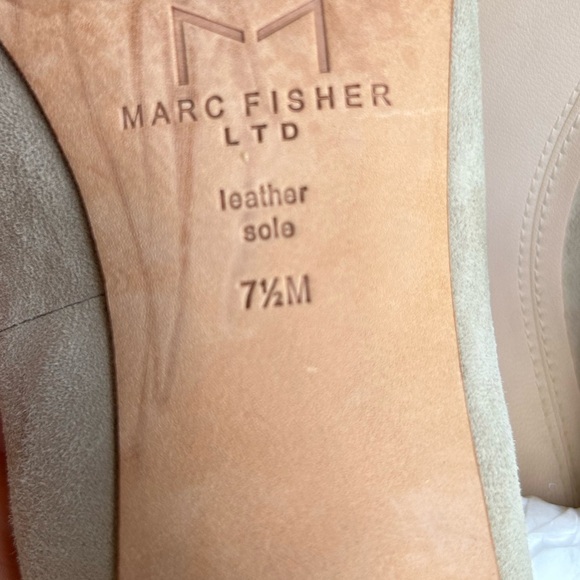 MARC FISHER
LTD
leather
sole
7½M